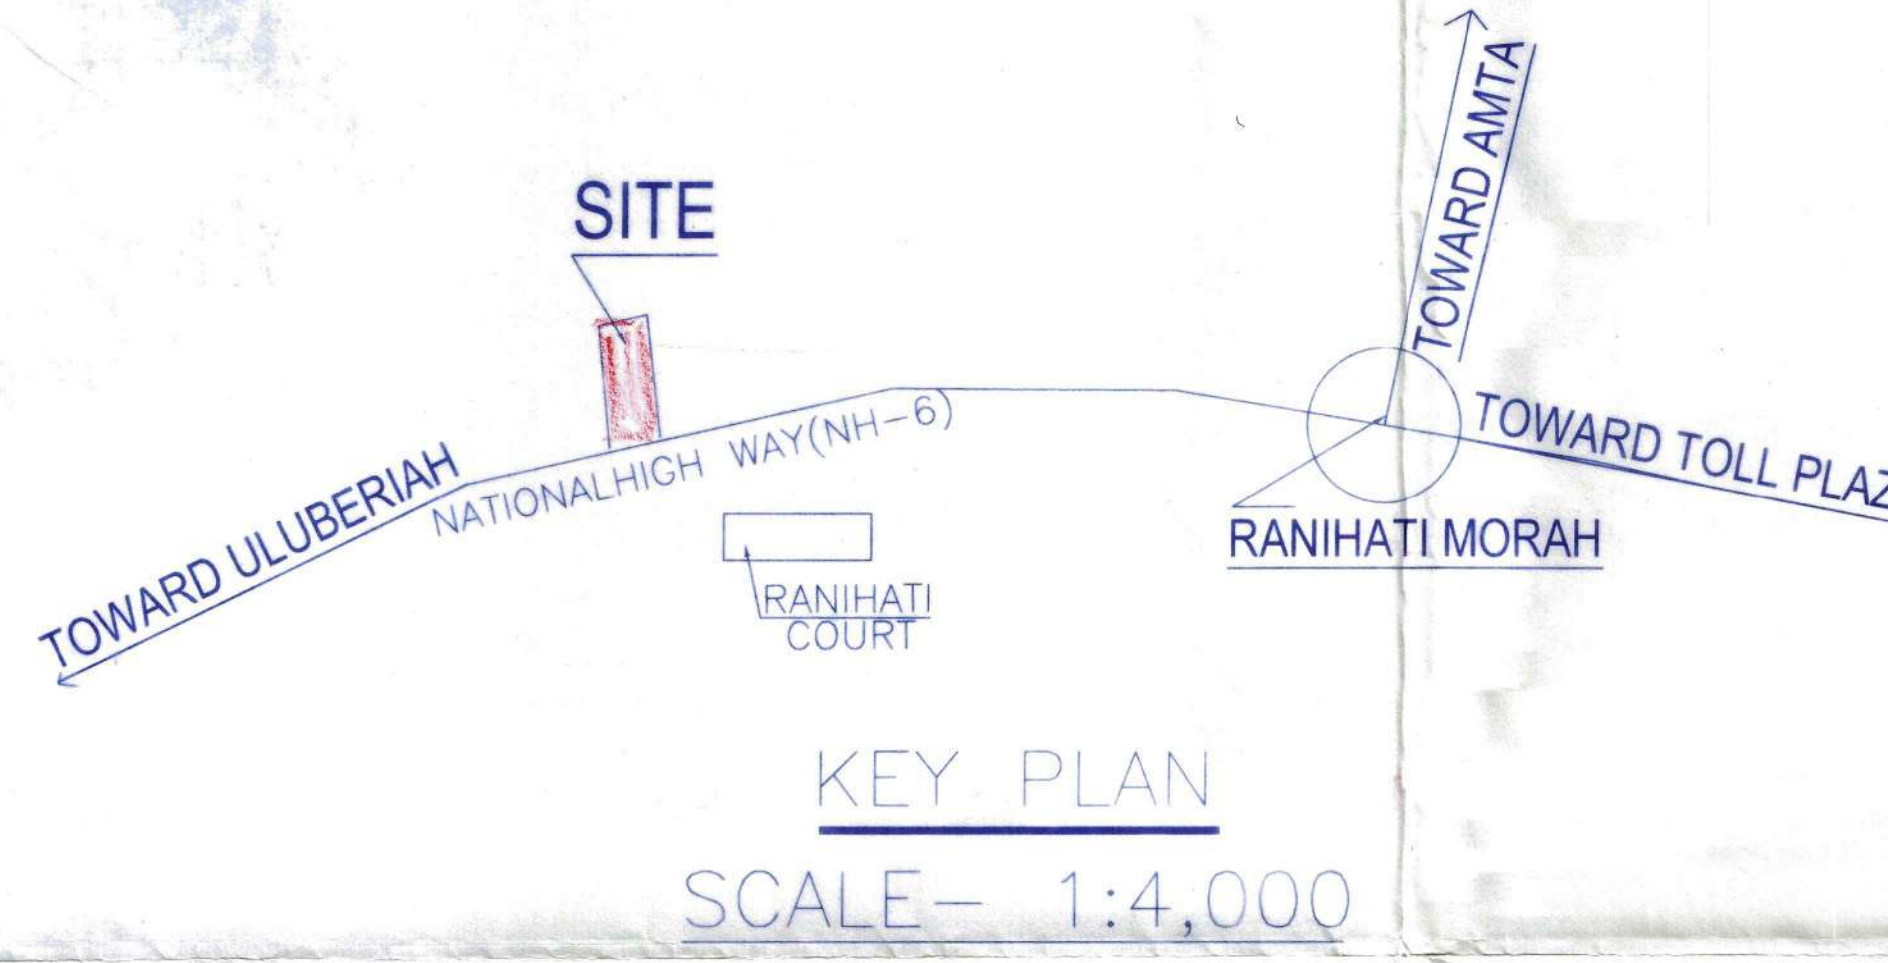 TOWARD AMTA
SITE
TOWARD TOLL PLAZ
NATIONALHIGH WAY(NH-6)
TOWARD ULUBERIAH
RANIHATI MORAH
RANIHATI
COURT
KEY PLAN
SCALE- 1:4,000